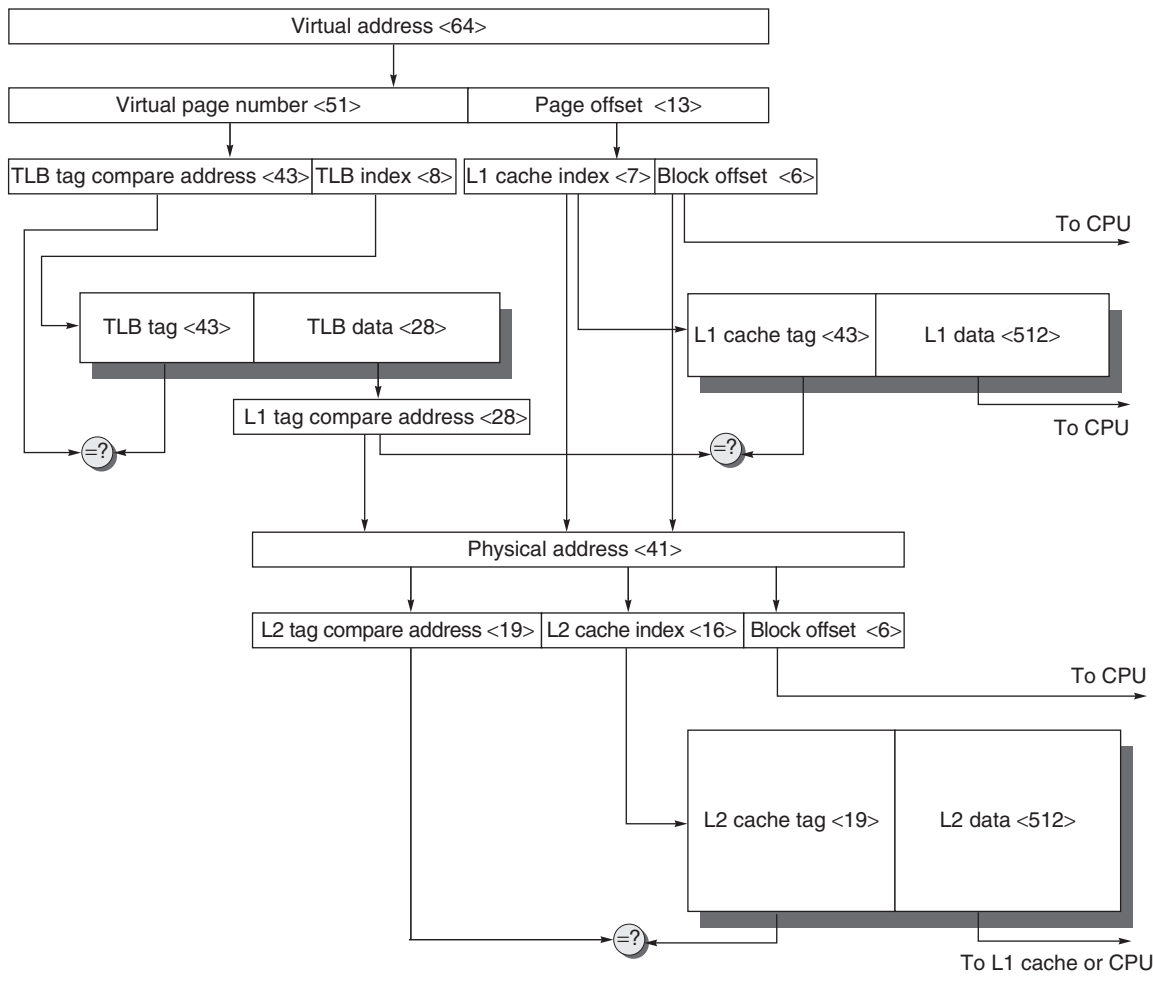 Virtual address <64>
Virtual page number <51>
Page offset <13>
TLB tag compare address <43>
TLB index <8>
L1 cache index <7>
Block offset <6>
To CPU
TLB tag <43>
TLB data <28>
L1 cache tag <43>
L1 data <512>
L1 tag compare address <28>
To CPU
=?
=?
Physical address <41>
L2 tag compare address <19>
L2 cache index <16>
Block offset <6>
To CPU
L2 cache tag <19>
L2 data <512>
=?
To L1 cache or CPU